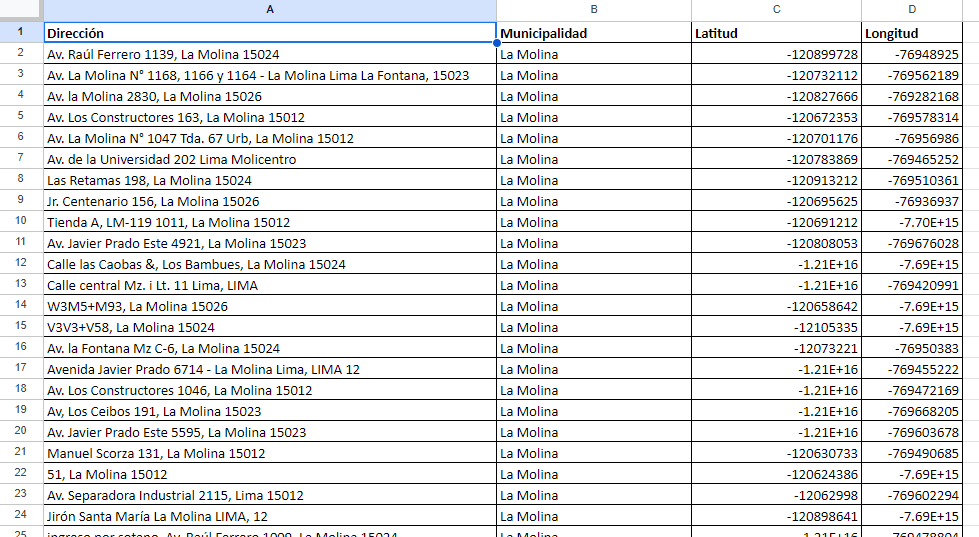 A B C D
1 Dirección Municipalidad Latitud Longitud
2 Av. Raúl Ferrero 1139, La Molina 15024 La Molina -120899728 -76948925
3 Av. La Molina N° 1168, 1166 y 1164 - La Molina Lima La Fontana, 15023 La Molina -120732112 -769562189
4 Av. la Molina 2830, La Molina 15026 La Molina -120827666 -769282168
5 Av. Los Constructores 163, La Molina 15012 La Molina -120672353 -769578314
6 Av. La Molina N° 1047 Tda. 67 Urb, La Molina 15012 La Molina -120701176 -76956986
7 Av. de la Universidad 202 Lima Molicentro La Molina -120783869 -769465252
8 Las Retamas 198, La Molina 15024 La Molina -120913212 -769510361
9 Jr. Centenario 156, La Molina 15026 La Molina -120695625 -76936937
10 Tienda A, LM-119 1011, La Molina 15012 La Molina -120691212 -7.70E+15
11 Av. Javier Prado Este 4921, La Molina 15023 La Molina -120808053 -769676028
12 Calle las Caobas &, Los Bambues, La Molina 15024 La Molina -1.21E+16 -7.69E+15
13 Calle central Mz. i Lt. 11 Lima, LIMA La Molina -1.21E+16 -769420991
14 W3M5+M93, La Molina 15026 La Molina -120658642 -7.69E+15
15 V3V3+V58, La Molina 15024 La Molina -12105335 -7.69E+15
16 Av. la Fontana Mz C-6, La Molina 15024 La Molina -12073221 -76950383
17 Avenida Javier Prado 6714 - La Molina Lima, LIMA 12 La Molina -1.21E+16 -769455222
18 Av. Los Constructores 1046, La Molina 15012 La Molina -1.21E+16 -769472169
19 Av, Los Ceibos 191, La Molina 15023 La Molina -1.21E+16 -769668205
20 Av. Javier Prado Este 5595, La Molina 15023 La Molina -1.21E+16 -769603678
21 Manuel Scorza 131, La Molina 15012 La Molina -120630733 -769490685
22 51, La Molina 15012 La Molina -120624386 -7.69E+15
23 Av. Separadora Industrial 2115, Lima 15012 La Molina -12062998 -769602294
24 Jirón Santa María La Molina LIMA, 12 La Molina -120898641 -7.69E+15
25 ingreso por sotano, Av. Raúl Ferrero 1009, La Molina 15024 La Molina -1.21E+16 -769478804